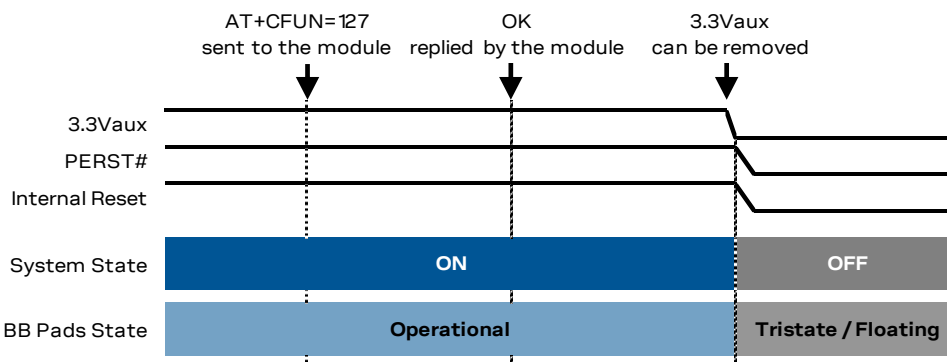 AT+CFUN=127
sent to the module
OK
replied by the module
3.3Vaux
can be removed
3.3Vaux
PERST#
Internal Reset
System State
ON
OFF
BB Pads State
Operational
Tristate / Floating